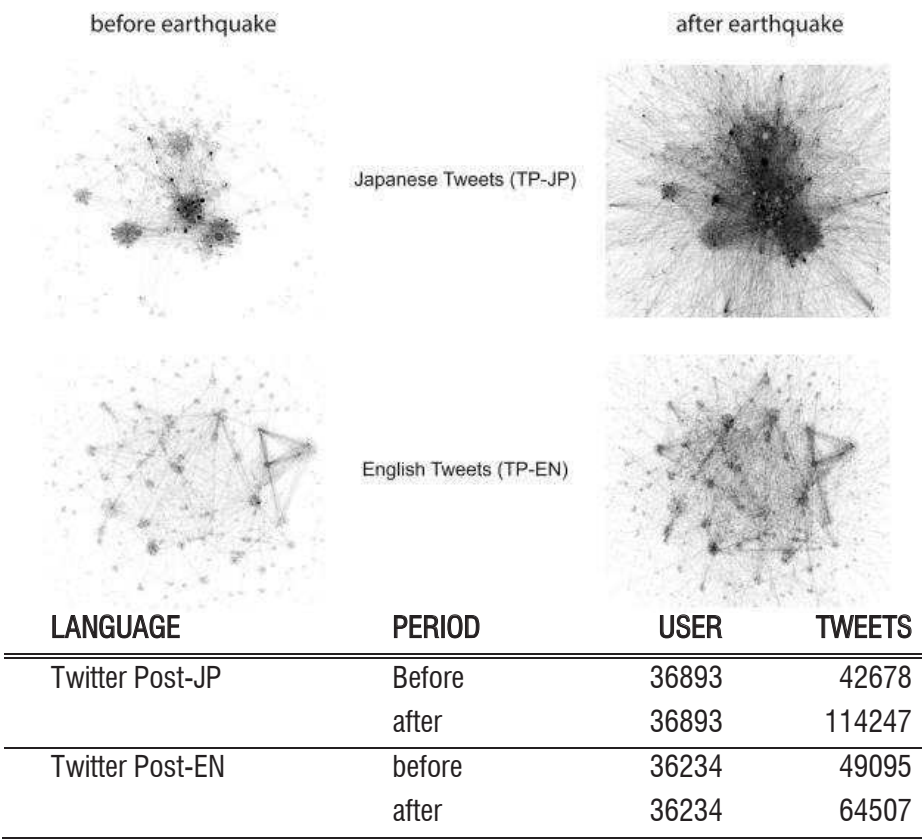 before earthquake
after earthquake
Japanese Tweets (TP-JP)
English Tweets (TP-EN)
LANGUAGE PERIOD USER TWEETS
Twitter Post-JP Before 36893 42678
after 36893 114247
Twitter Post-EN before 36234 49095
after 36234 64507